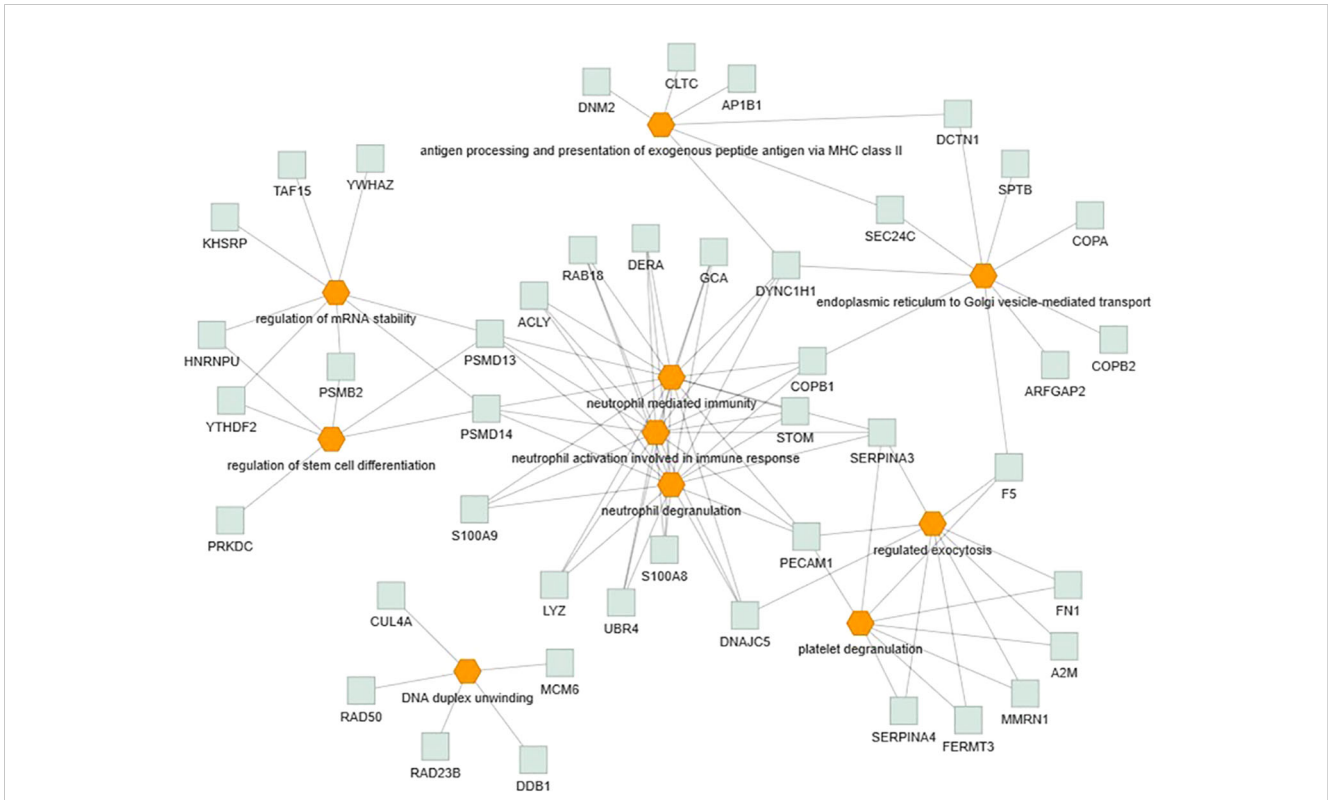 CLTC
DNM2
AP1B1
DCTN1
antigen processing and presentation of exogenous peptide antigen via MHC class II
TAF15
YWHAZ
SPTB
KHSRP
SEC24C
COPA
RAB18
DERA
GCA
DYNC1H1
endoplasmic reticulum to Golgi vesicle-mediated transport
regulation of mRNA stability
ACLY
HNRNPU
PSMD13
PSMB2
COPB1
COPB2
ARFGAP2
neutrophil mediated immunity
YTHDF2
PSMD14
STOM
regulation of stem cell differentiation
neutrophil activation involved in immune response
SERPINA3
F5
neutrophil degranulation
S100A9
PRKDC
regulated exocytosis
PECAM1
S100A8
LYZ
UBR4
DNAJC5
FN1
CUL4A
platelet degranulation
A2M
MCM6
DNA duplex unwinding
RAD50
MMRN1
SERPINA4
FERMT3
RAD23B
DDB1